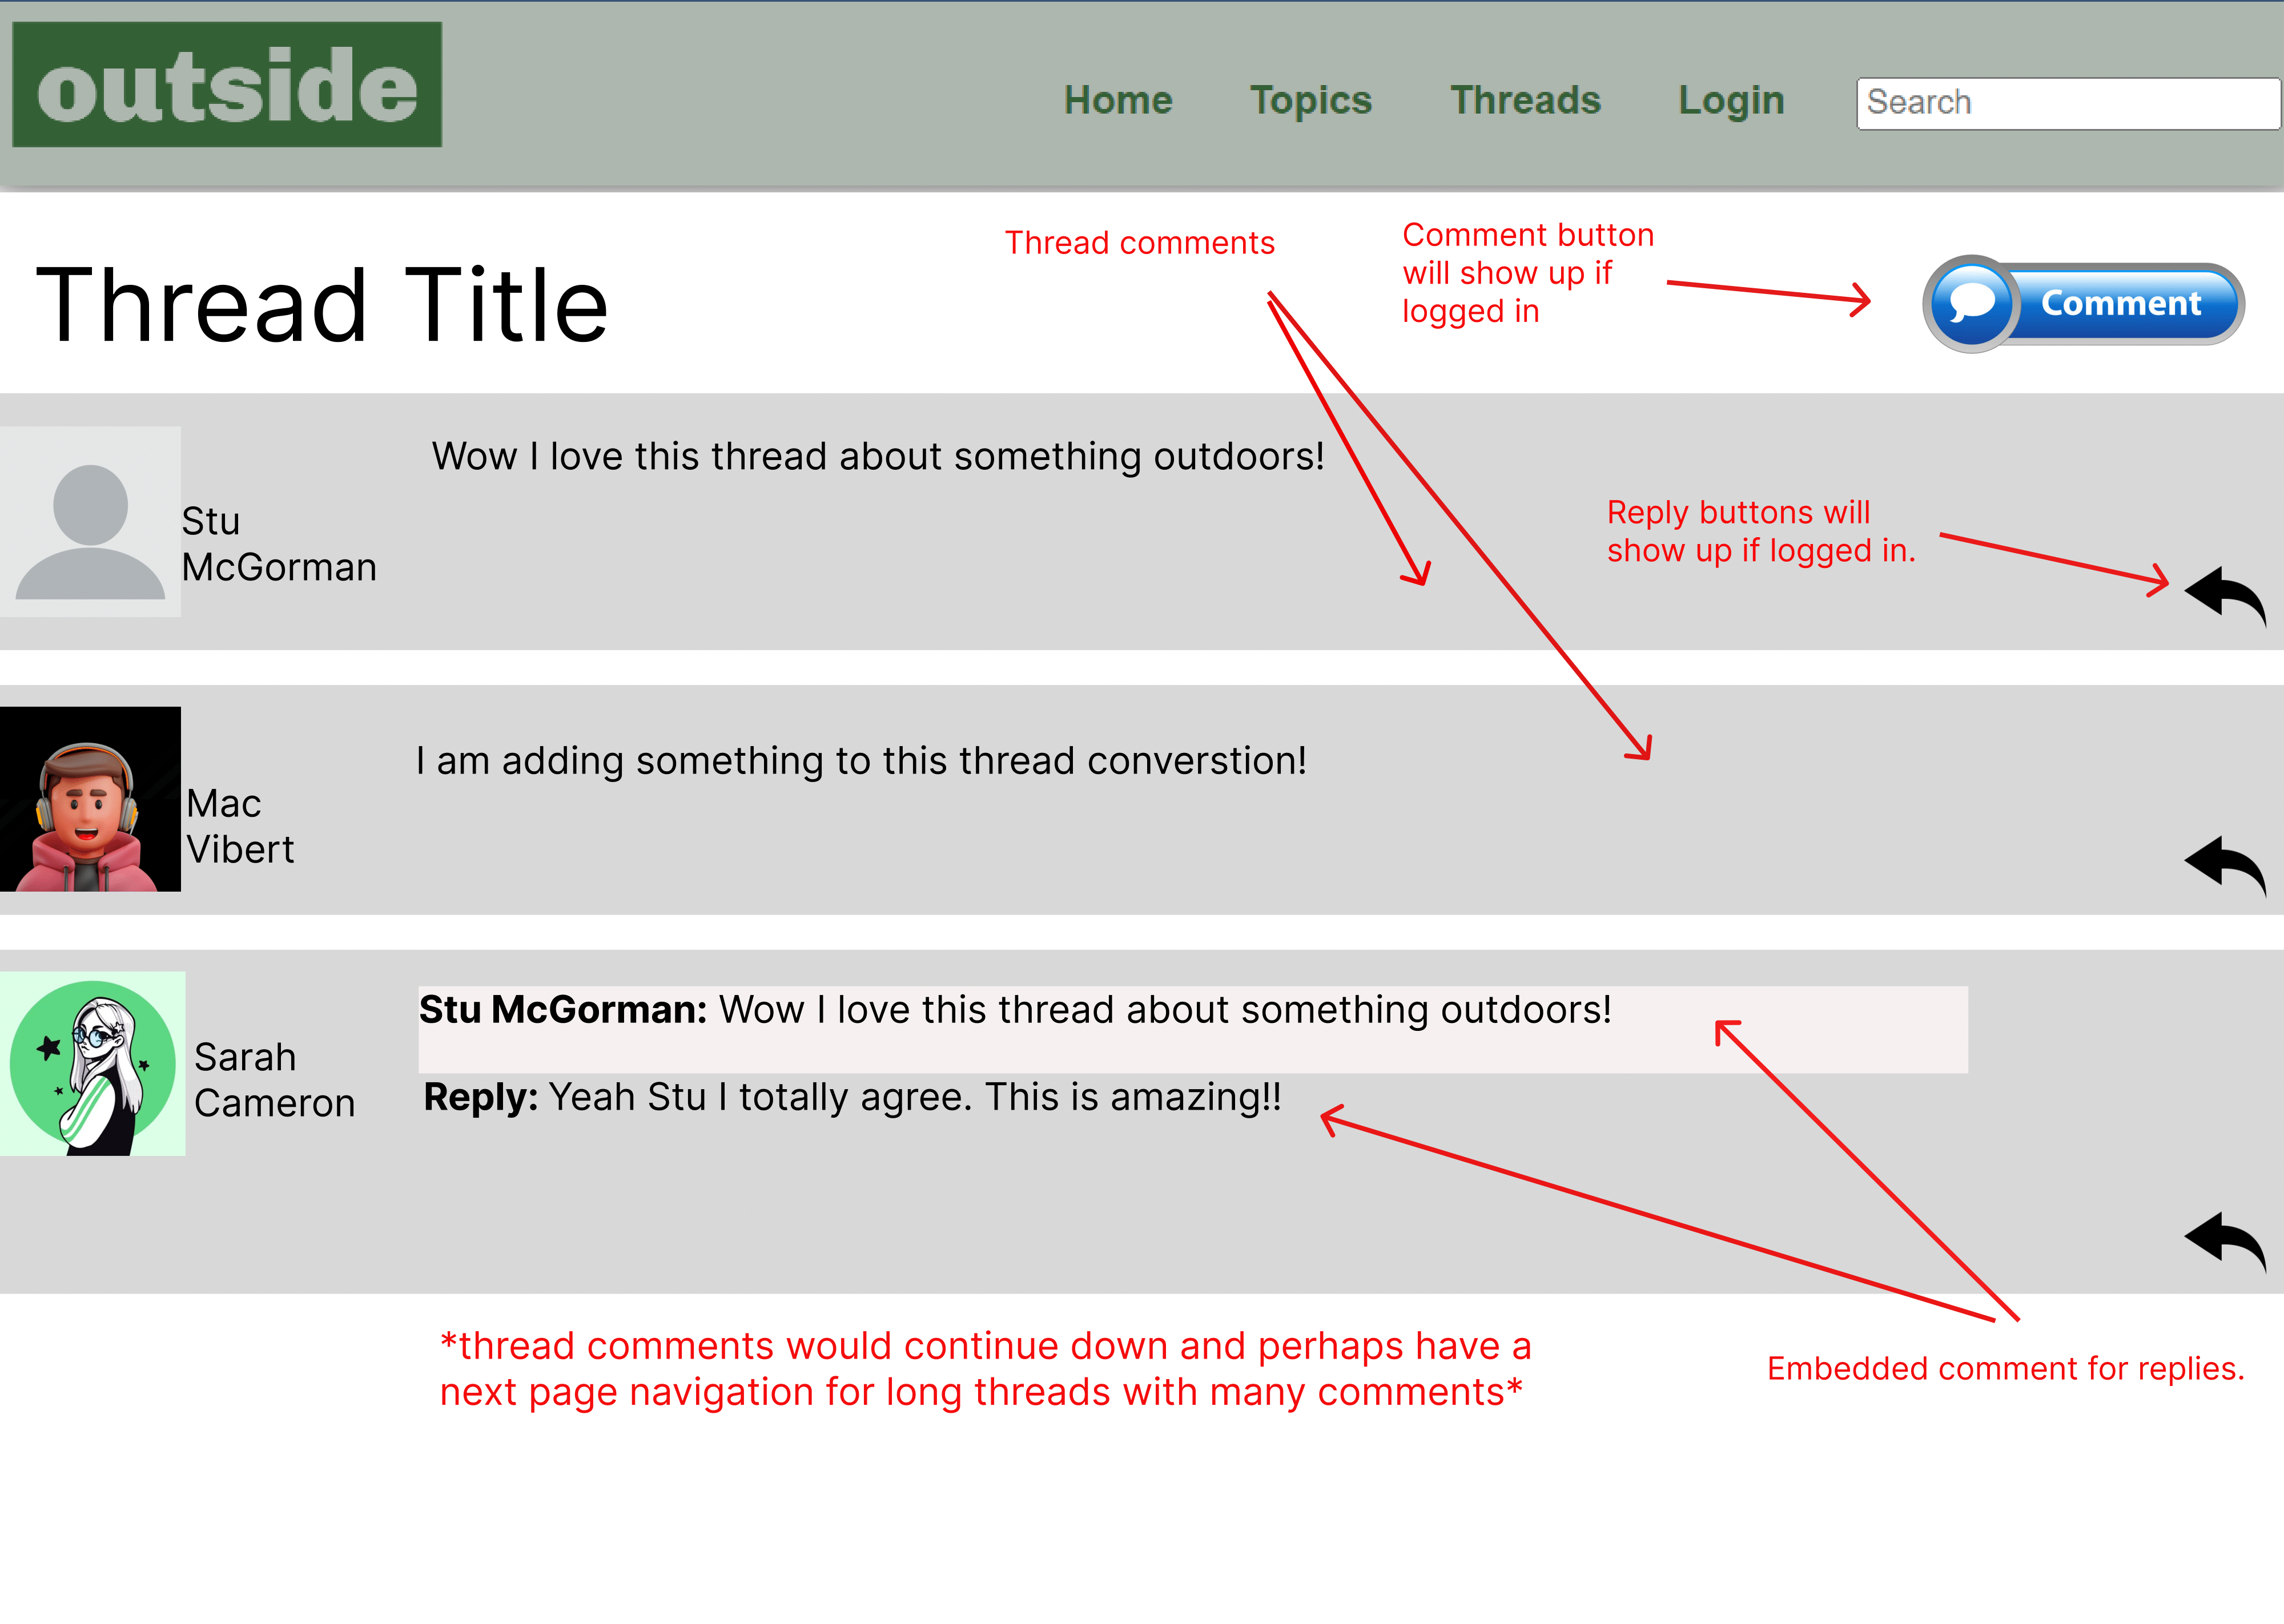 outside
Home Topics Threads Login Search
Thread comments
Comment button
will show up if
logged in
Thread Title
Comment
Wow I love this thread about something outdoors!
Stu
McGorman
Reply buttons will
show up if logged in.
I am adding something to this thread converstion!
Mac
Vibert
Stu McGorman: Wow I love this thread about something outdoors!
Sarah
Cameron
Reply: Yeah Stu I totally agree. This is amazing!!
*thread comments would continue down and perhaps have a
next page navigation for long threads with many comments*
Embedded comment for replies.